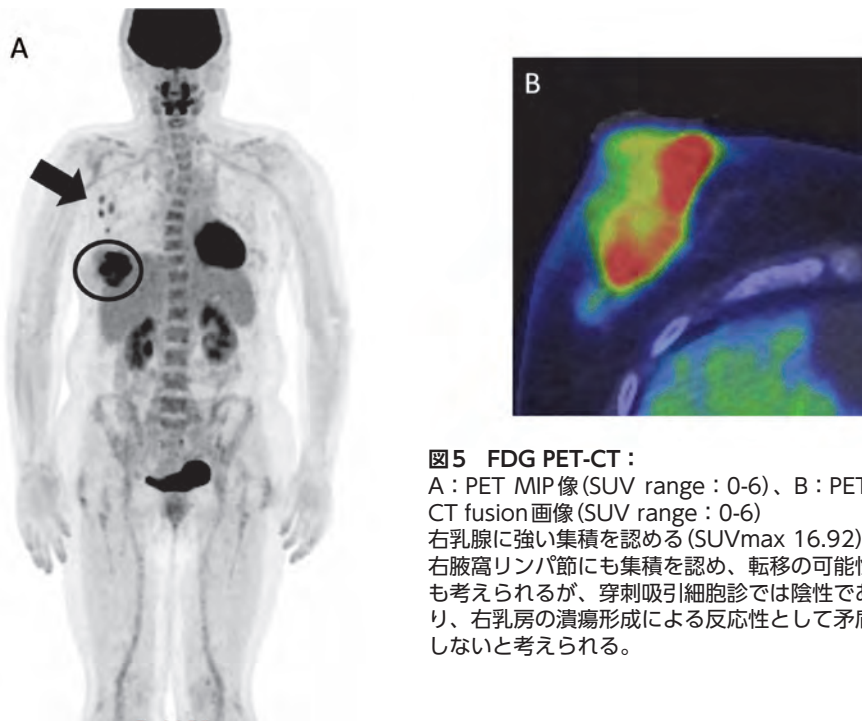 A
B
図5 FDG PET-CT：
A：PET MIP像（SUV range：0-6）、B：PET
CT fusion画像（SUV range：0-6）
右乳腺に強い集積を認める（SUVmax 16.92）
右腋窩リンパ節にも集積を認め、転移の可能性
も考えられるが、穿刺吸引細胞診では陰性であ
り、右乳房の潰瘍形成による反応性として矛盾
しないと考えられる。